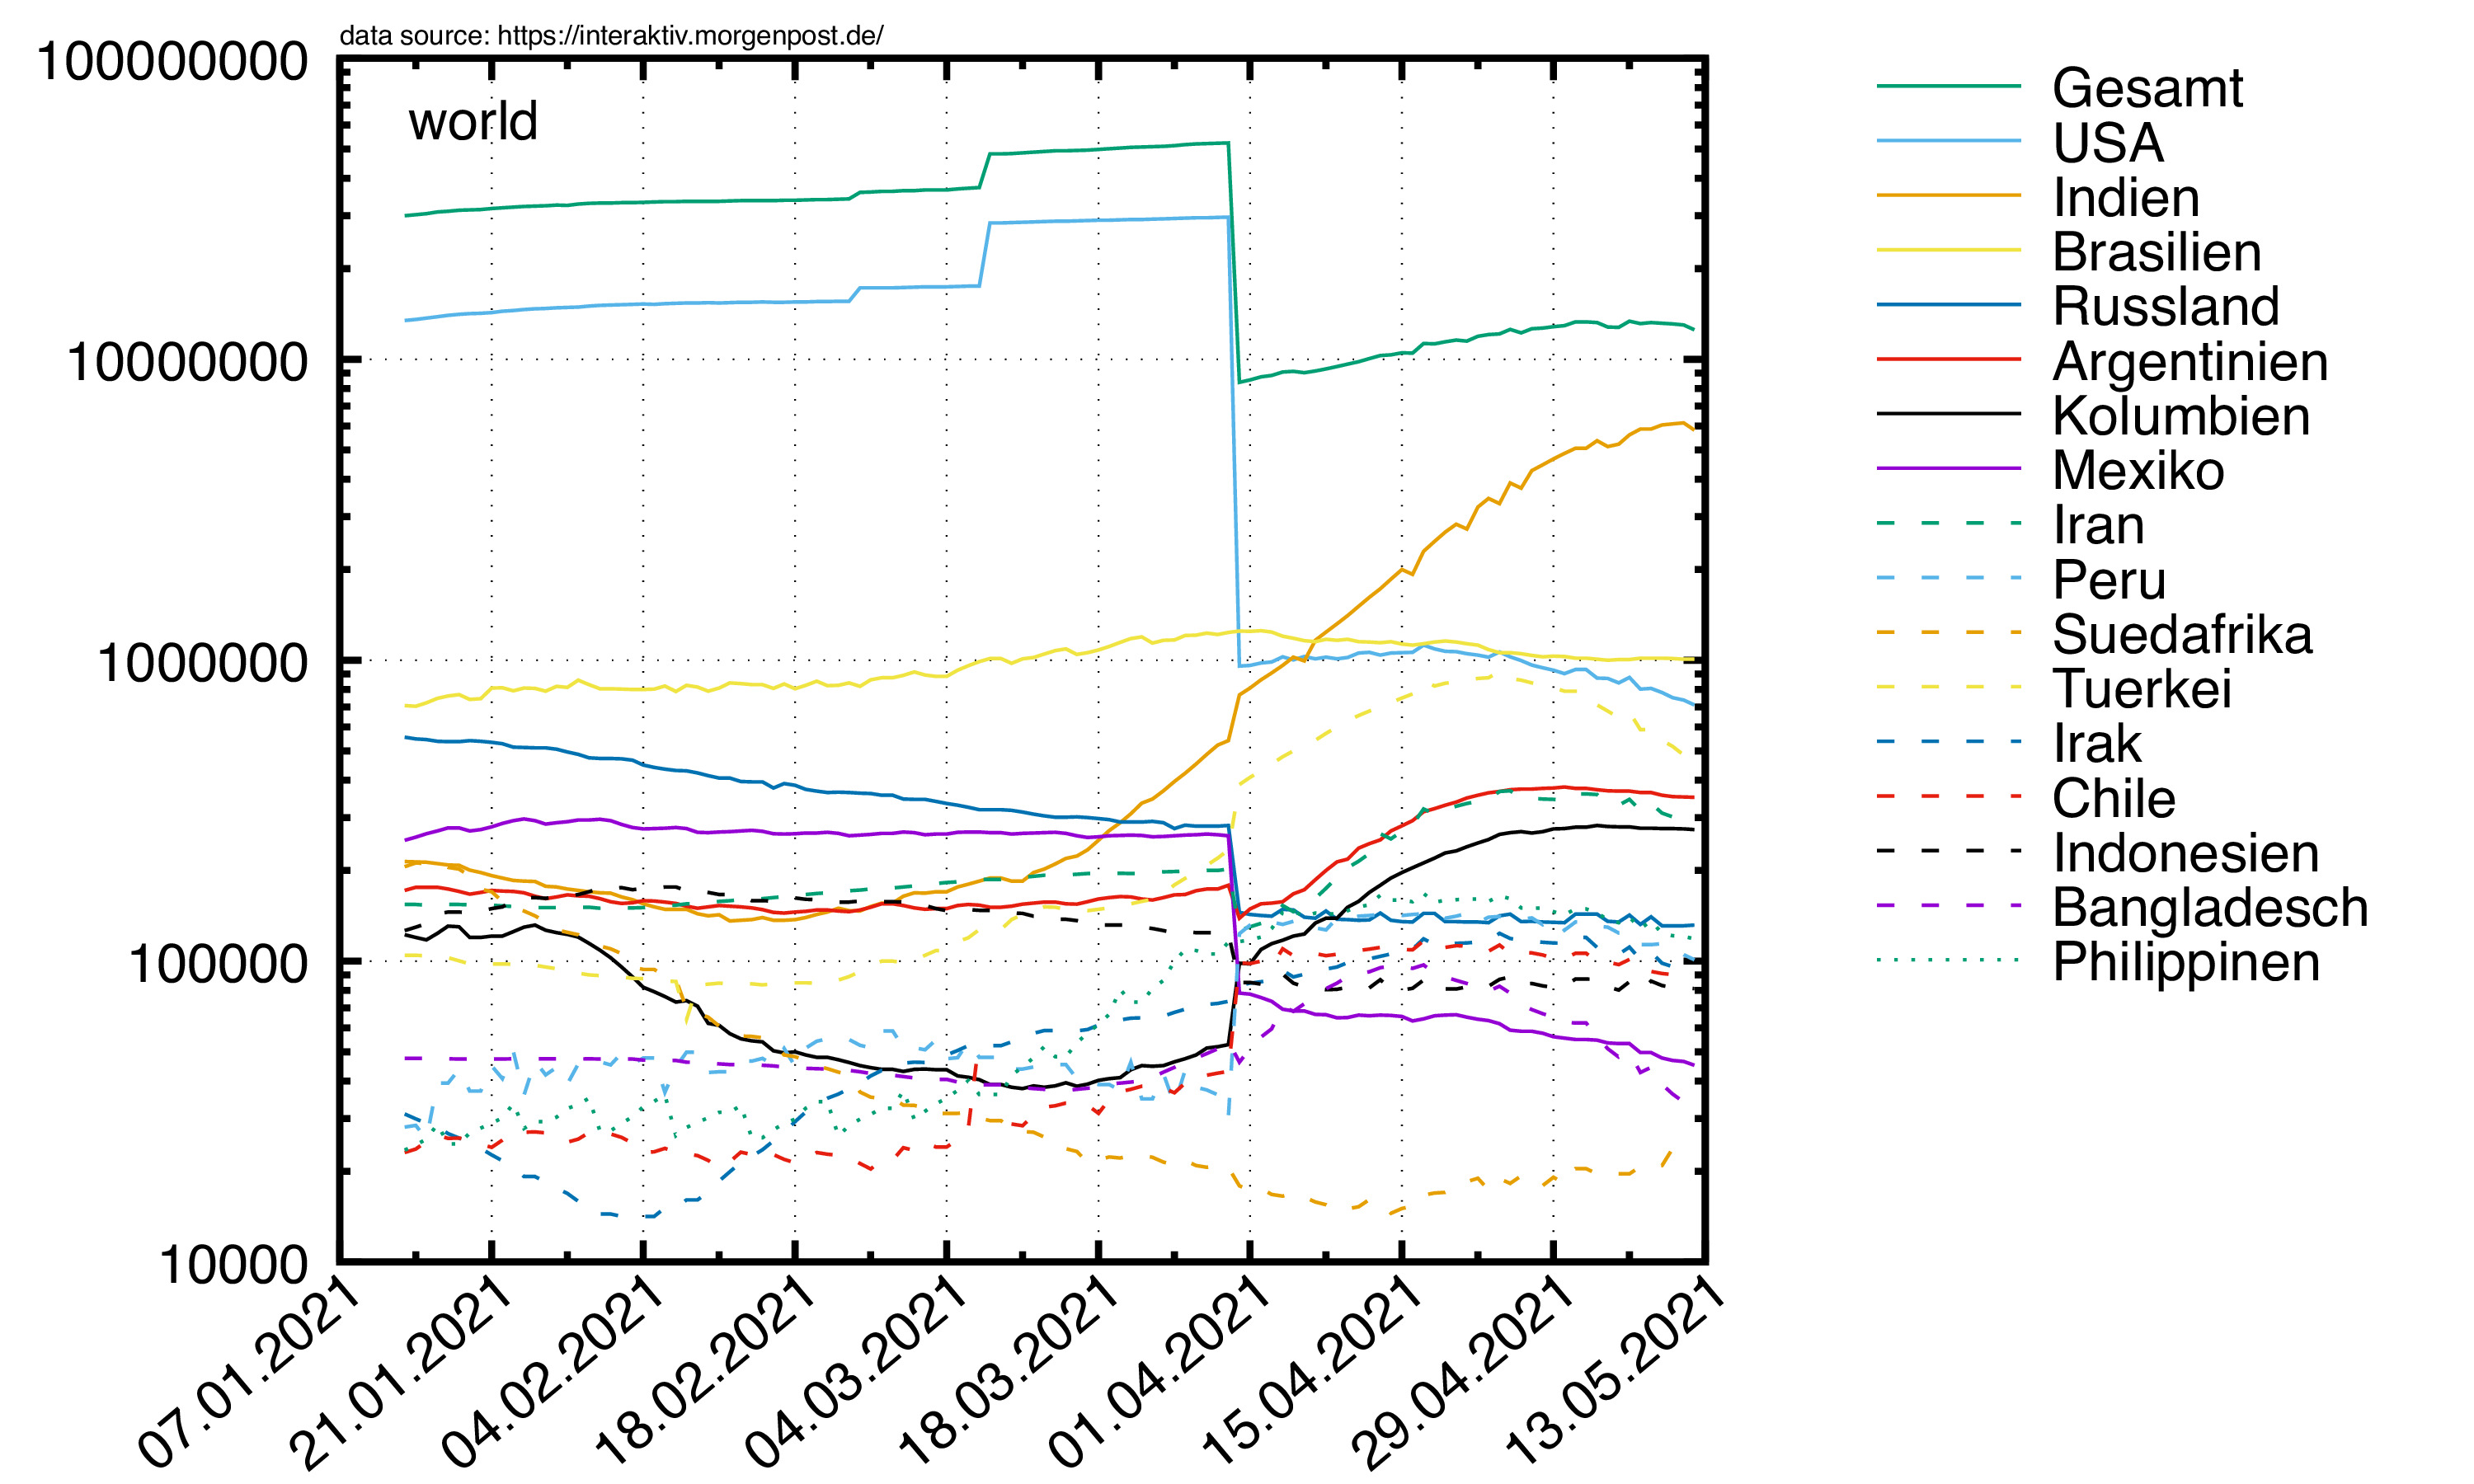 data source: https://interaktiv.morgenpost.de/
100000000
10000000
1000000
100000
10000
world
07.01.2021
21.01.2021
04.02.2021
18.02.2021
04.03.2021
18.03.2021
01.04.2021
15.04.2021
29.04.2021
13.05.2021
Gesamt
USA
Indien
Brasilien
Russland
Argentinien
Kolumbien
Mexiko
Iran
Peru
Suedafrika
Tuerkei
Irak
Chile
Indonesien
Bangladesch
Philippinen